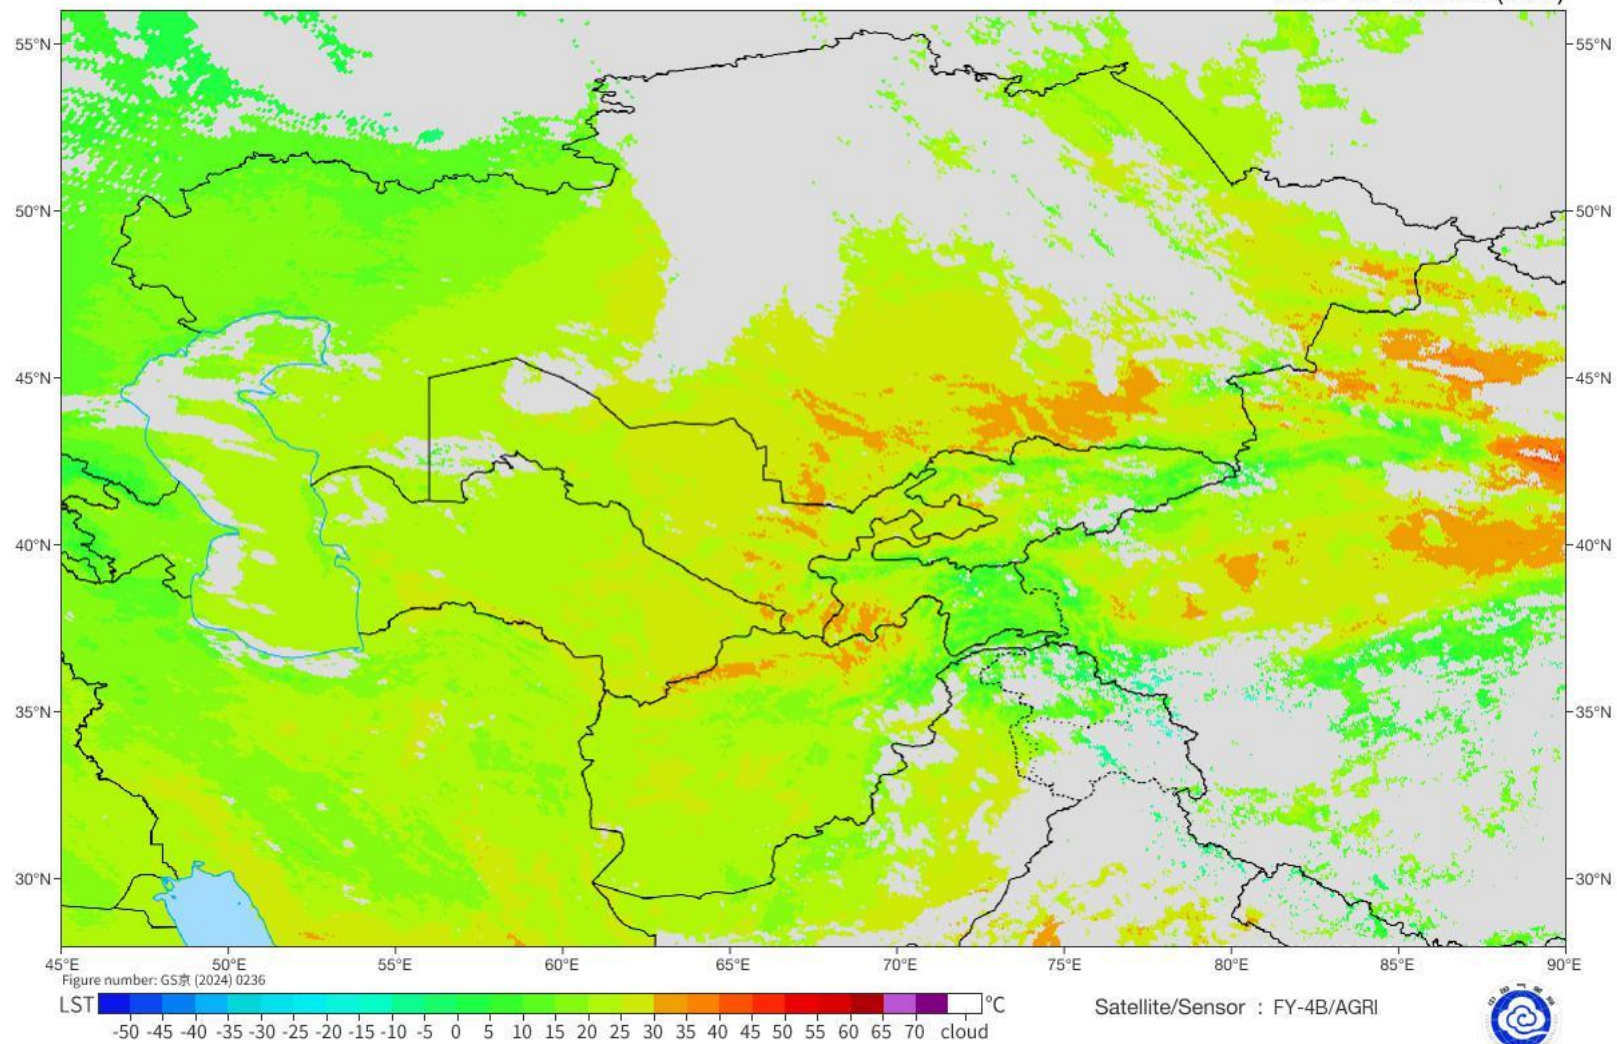 55°N
55°N
50°N
50°N
45°N
45°N
40°N
40°N
35°N
35°N
30°N
30°N
45°E 50°E 55°E 60°E 65°E 70°E 75°E 80°E 85°E 90°E
Figure number: GS京 (2024) 0236
LST °C
-50 -45 -40 -35 -30 -25 -20 -15 -10 -5 0 5 10 15 20 25 30 35 40 45 50 55 60 65 70 cloud
Satellite/Sensor : FY-4B/AGRI